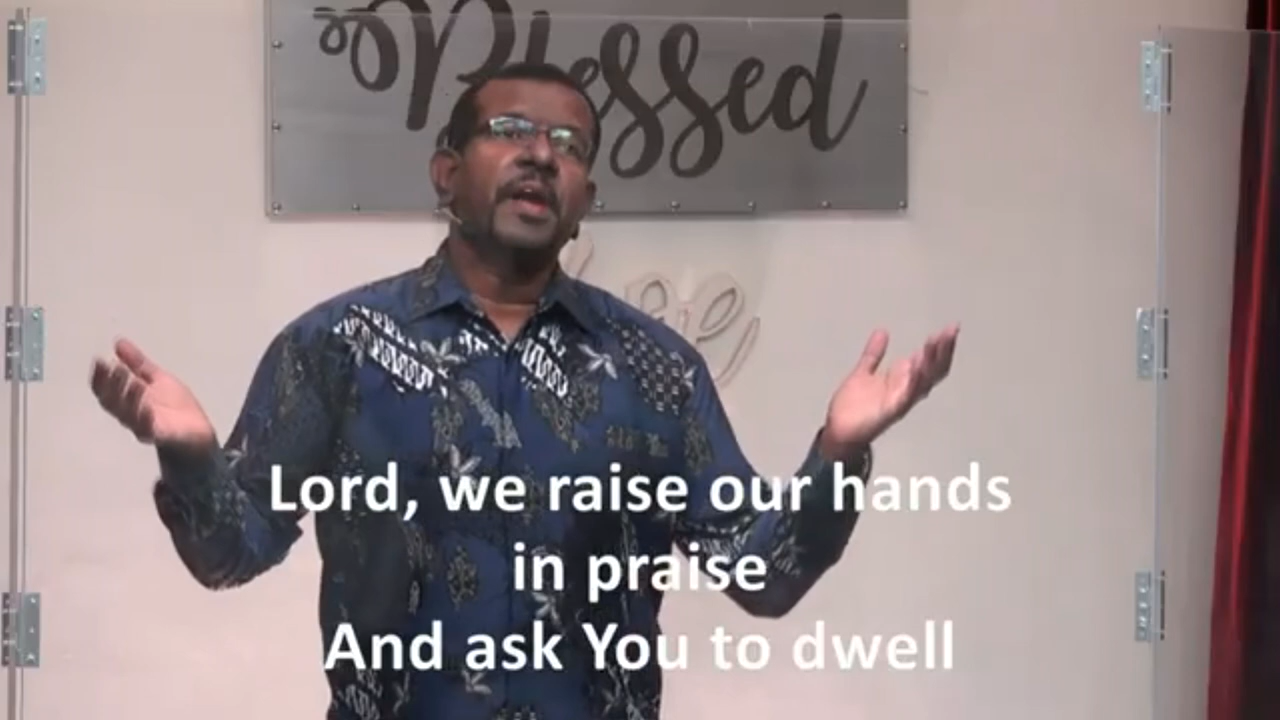 Blessed
Lord, we raise our hands
in praise
And ask You to dwell